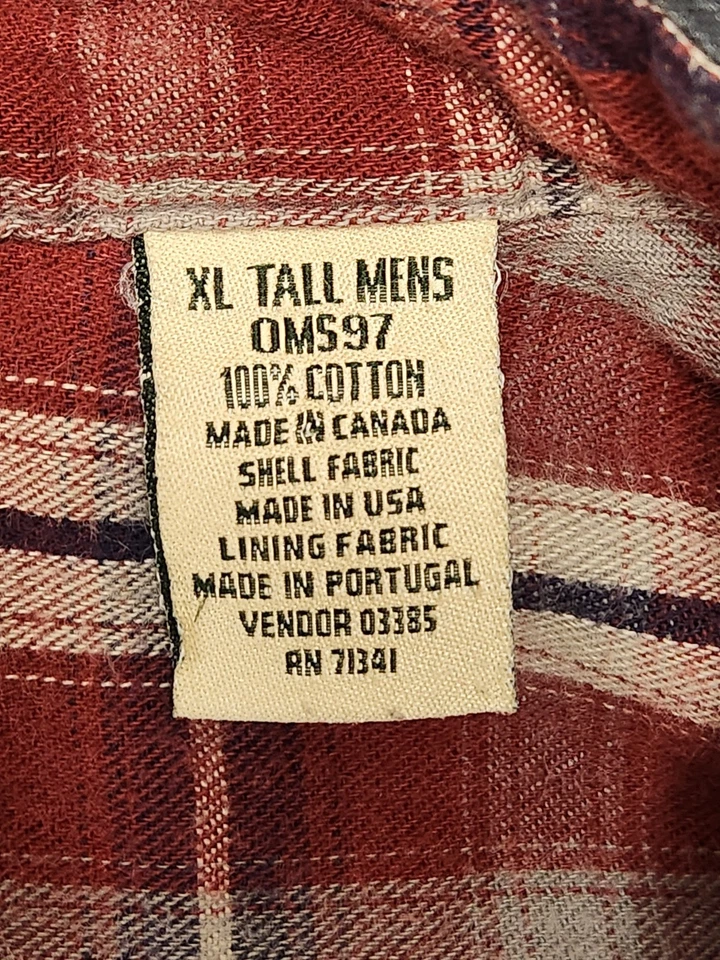 XL TALL MENS
OMS97
100% COTTON
MADE IN CANADA
SHELL FABRIC
MADE IN USA
LINING FABRIC
MADE IN PORTUGAL
VENDOR 03385
RN 71341